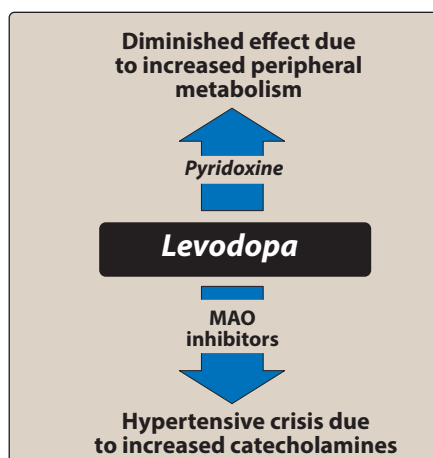 Diminished effect due
to increased peripheral
metabolism
Pyridoxine
Levodopa
MAO
inhibitors
Hypertensive crisis due
to increased catecholamines